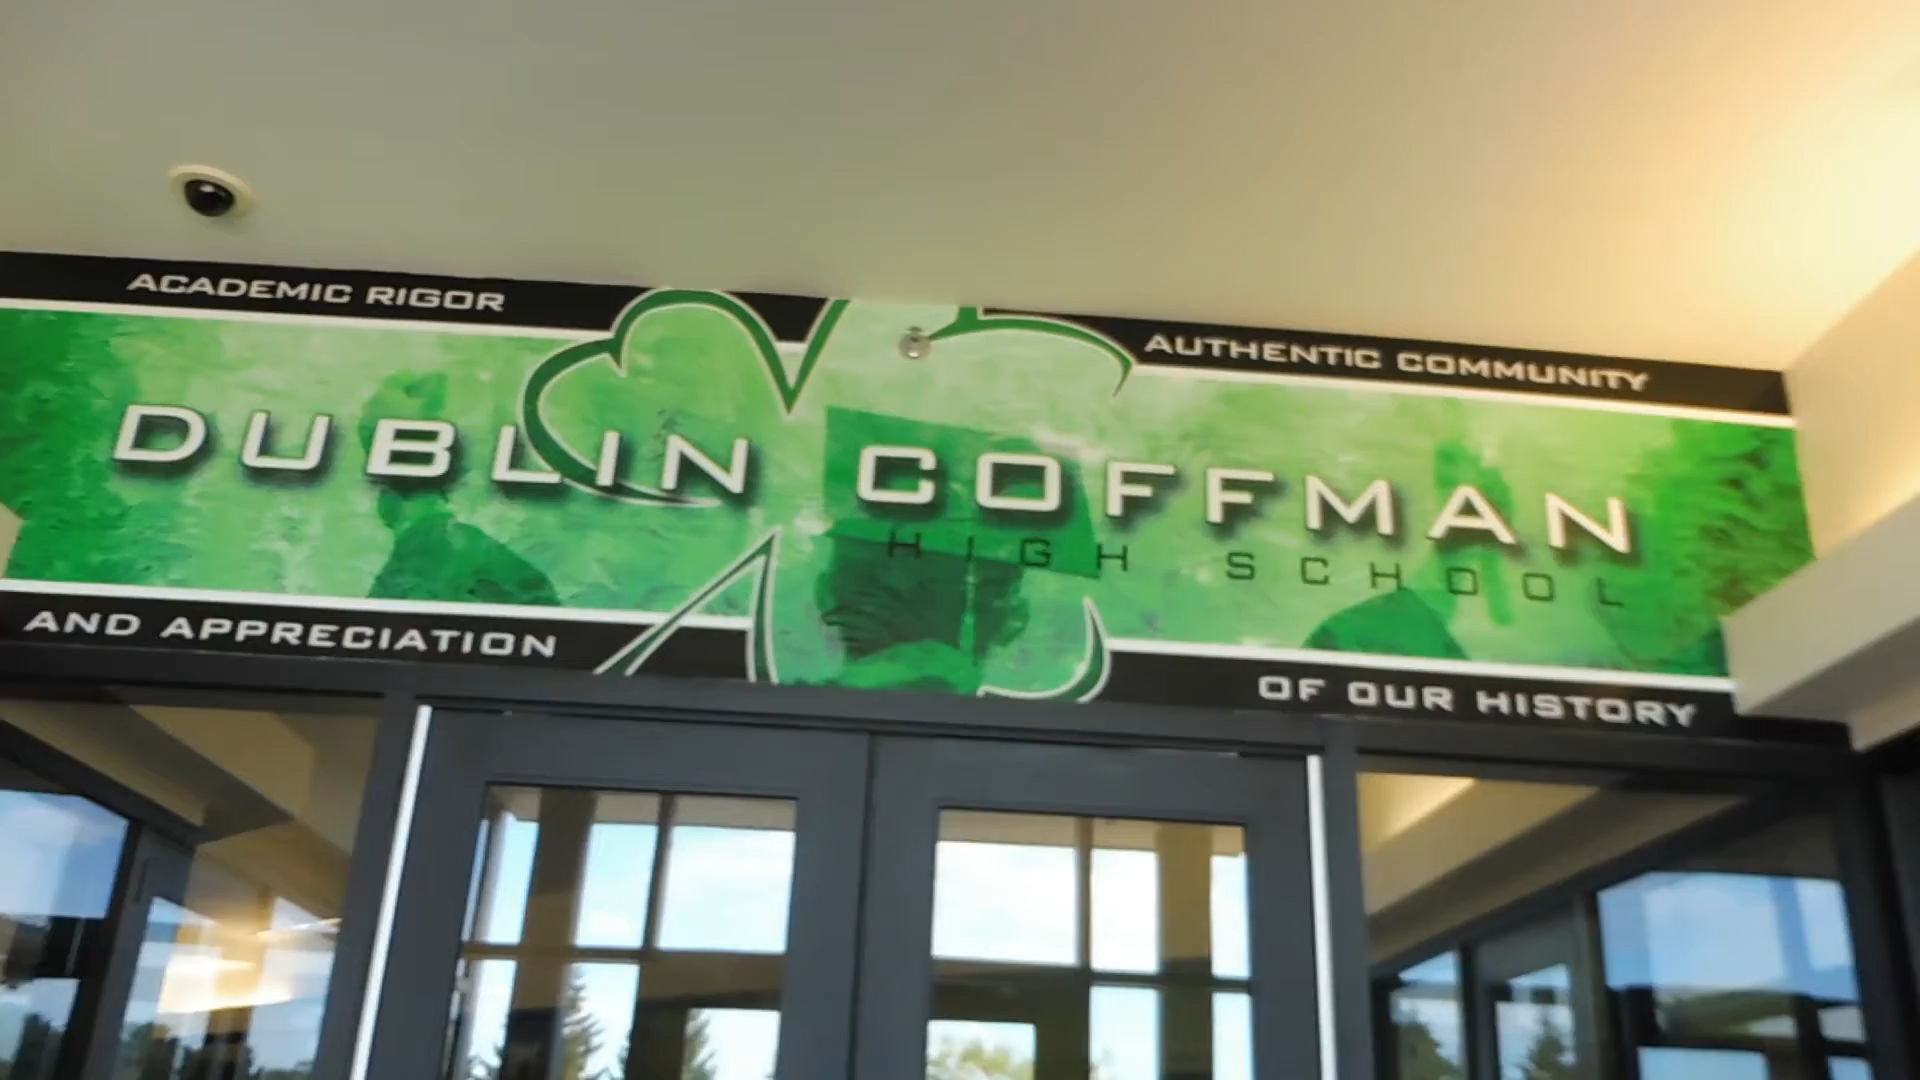 ACADEMIC RIGOR
AUTHENTIC COMMUNITY
DUBLIN COFFMAN
HIGH SCHOOL
AND APPRECIATION
OF OUR HISTORY